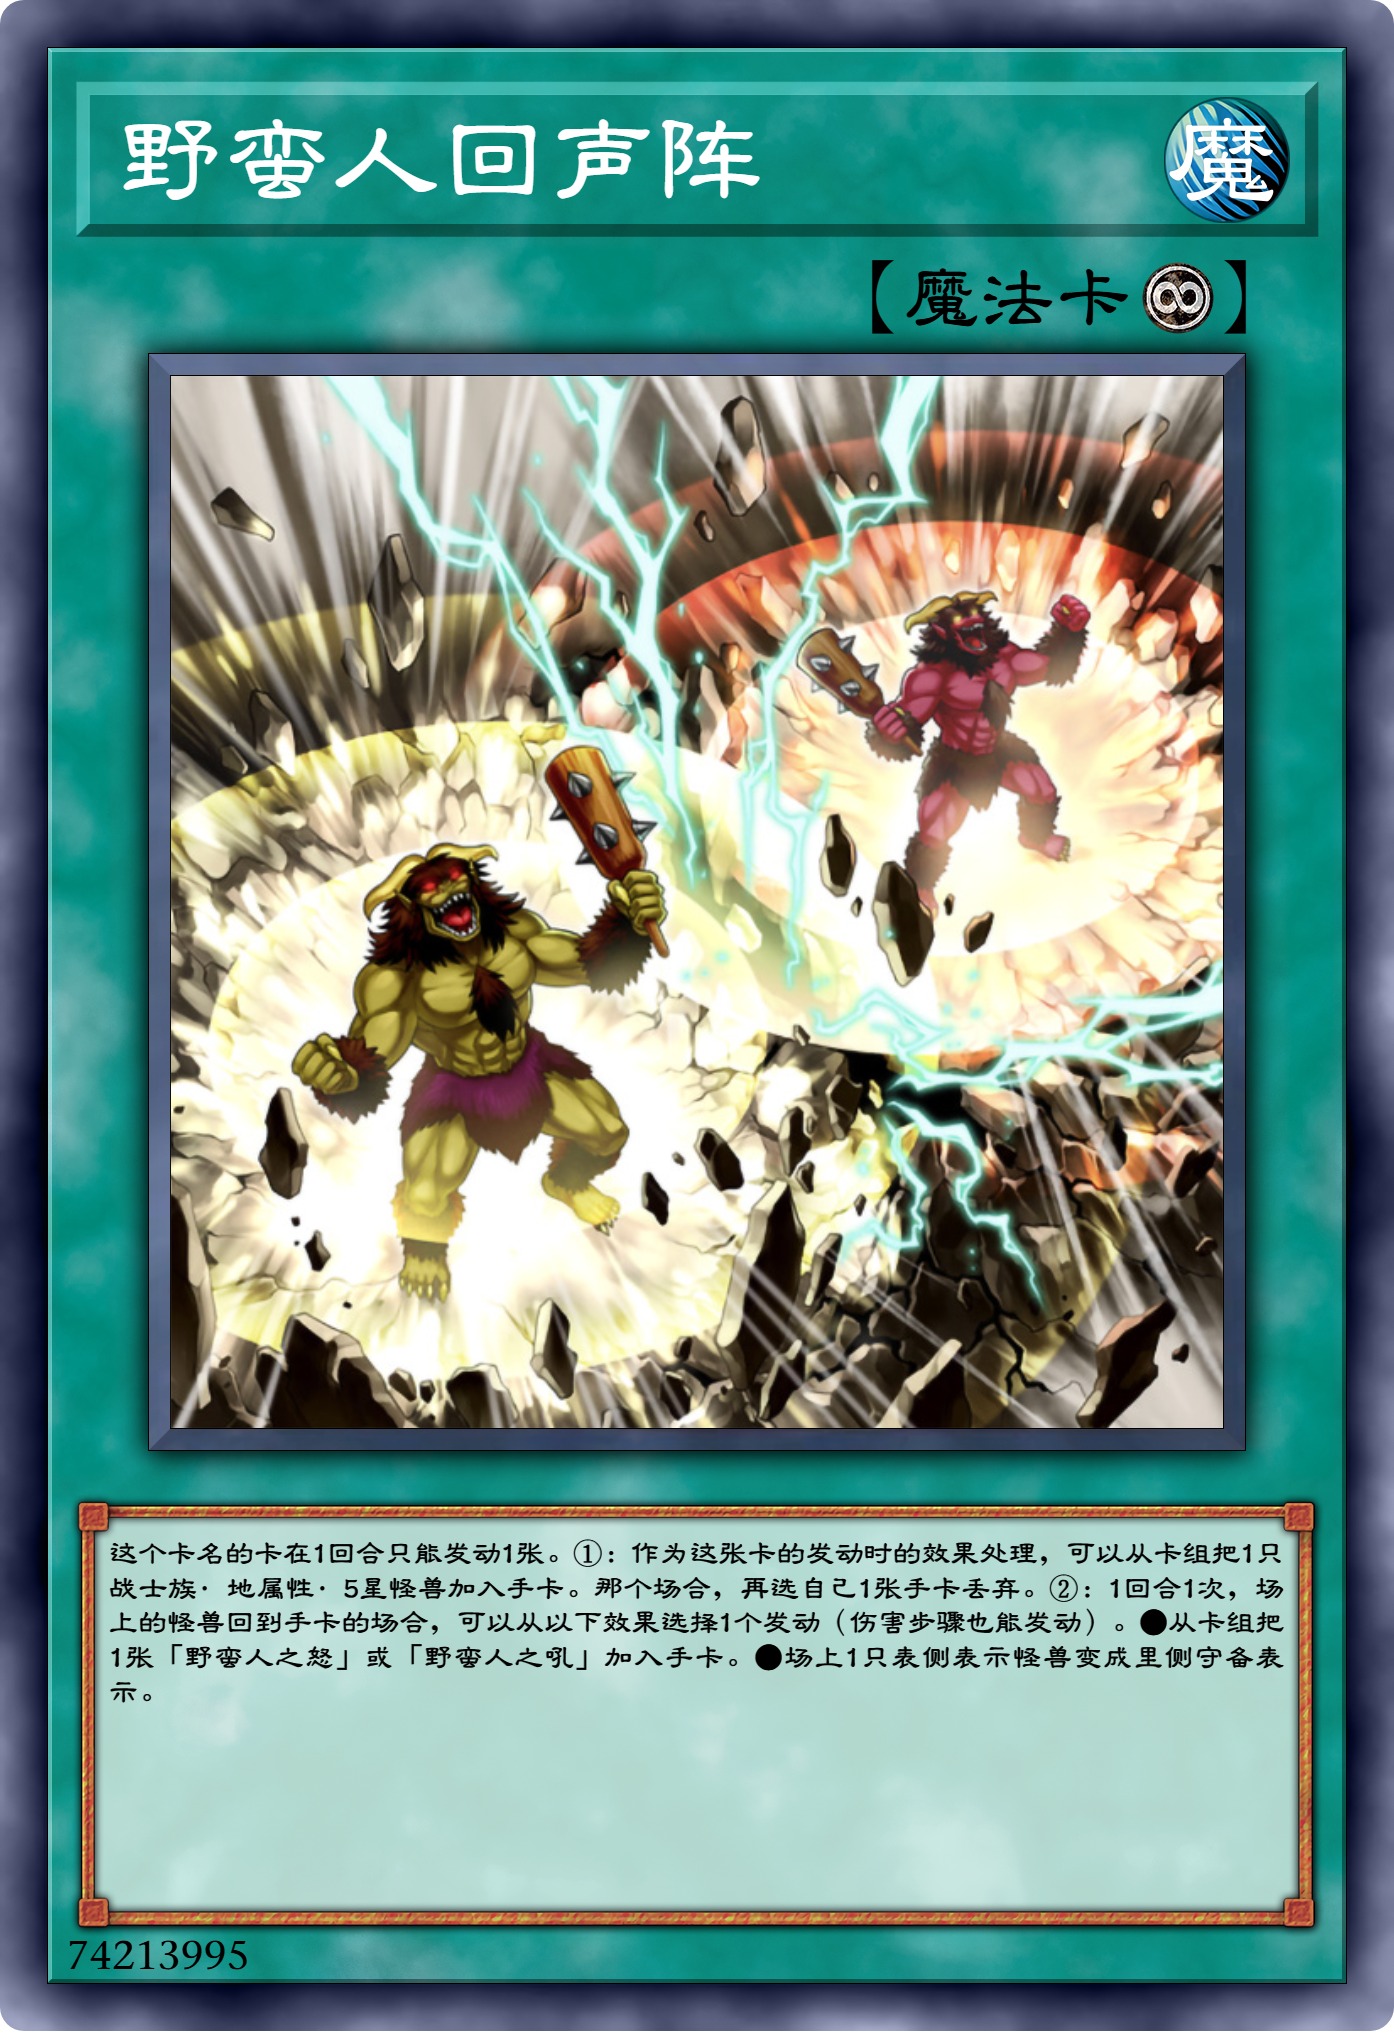 野蛮人回声阵
魔
【魔法卡】
这个卡名的卡在1回合只能发动1张。①：作为这张卡的发动时的效果处理，可以从卡组把1只
战士族·地属性·5星怪兽加入手卡。那个场合，再选自己1张手卡丢弃。②：1回合1次，场
上的怪兽回到手卡的场合，可以从以下效果选择1个发动（伤害步骤也能发动）。●从卡组把
1张「野蛮人之怒」或「野蛮人之吼」加入手卡。●场上1只表侧表示怪兽变成里侧守备表
示。
74213995